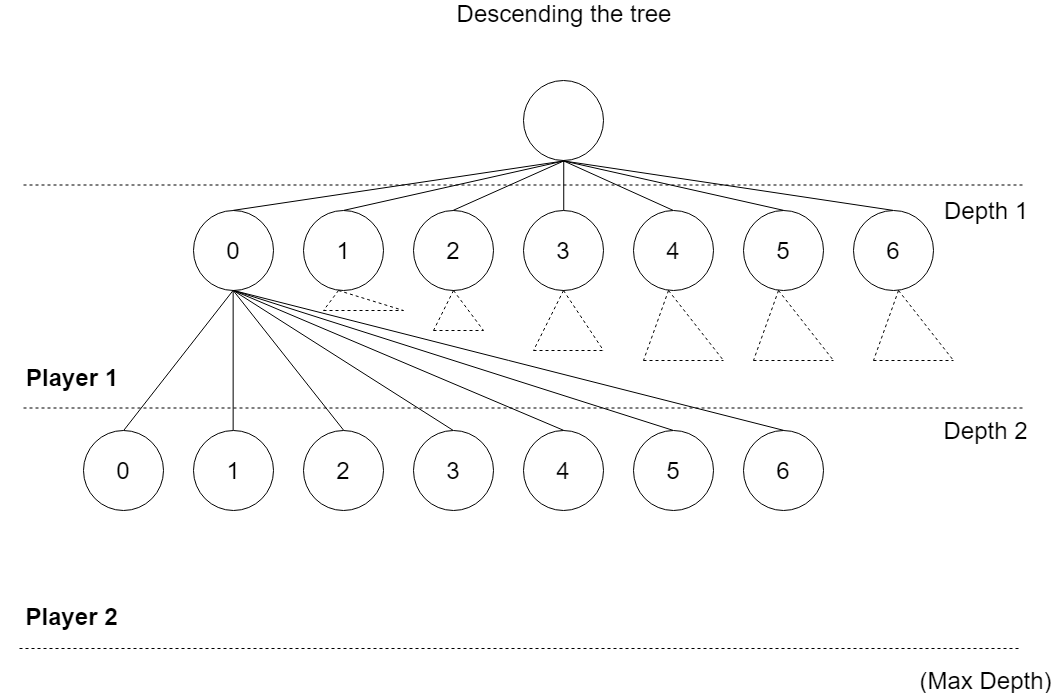 Descending the tree
Depth 1
0 1 2 3 4 5 6
Player 1
Depth 2
0 1 2 3 4 5 6
Player 2
(Max Depth)